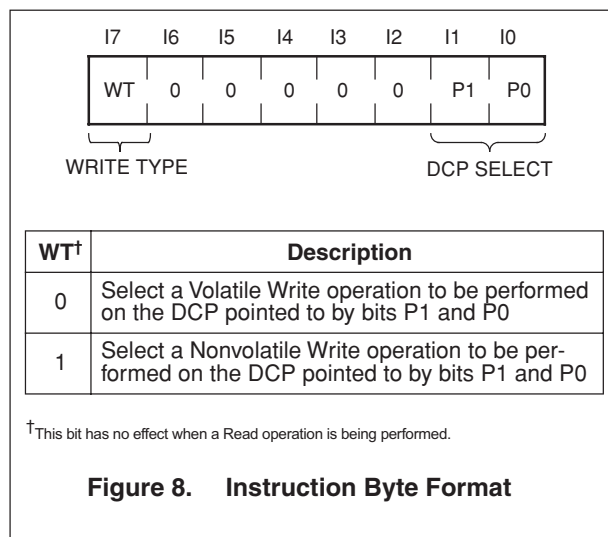 I7 I6 I5 I4 I3 I2 I1 I0
WT 0 0 0 0 0 P1 P0
WRITE TYPE DCP SELECT
WT† Description
0 Select a Volatile Write operation to be performed
on the DCP pointed to by bits P1 and P0
1 Select a Nonvolatile Write operation to be per-
formed on the DCP pointed to by bits P1 and P0
†This bit has no effect when a Read operation is being performed.
Figure 8. Instruction Byte Format